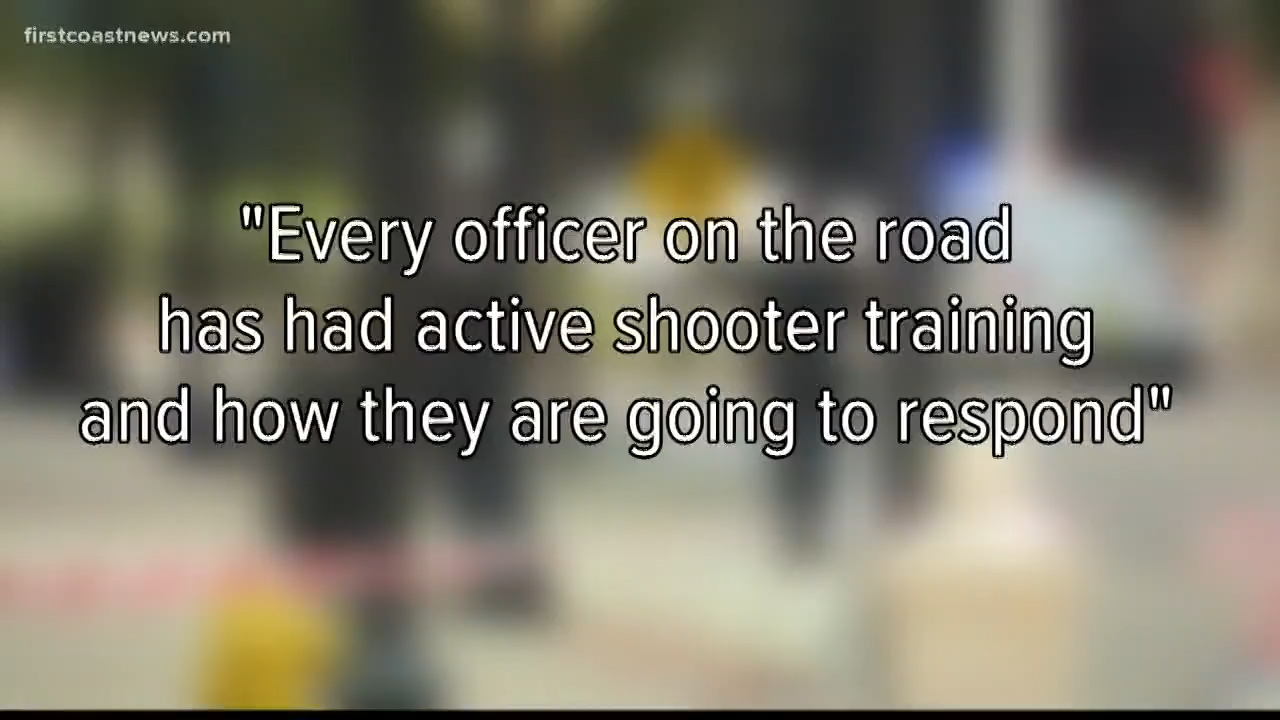 firstcoastnews.com
"Every officer on the road
has had active shooter training
and how they are going to respond"